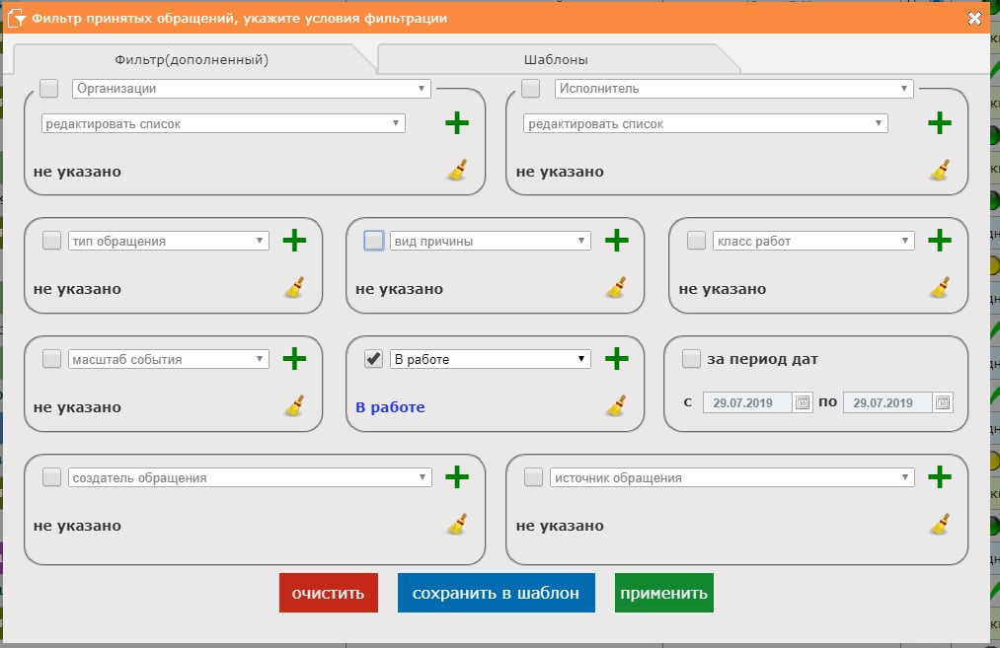 Фильтр принятых обращений, укажите условия фильтрации
Фильтр(дополненный) Шаблоны
Организации Исполнитель
редактировать список редактировать список
не указано не указано
тип обращения вид причины класс работ
не указано не указано не указано
масштаб события В работе за период дат
с 29.07.2019 по 29.07.2019
не указано В работе
создатель обращения источник обращения
не указано не указано
очистить сохранить в шаблон применить